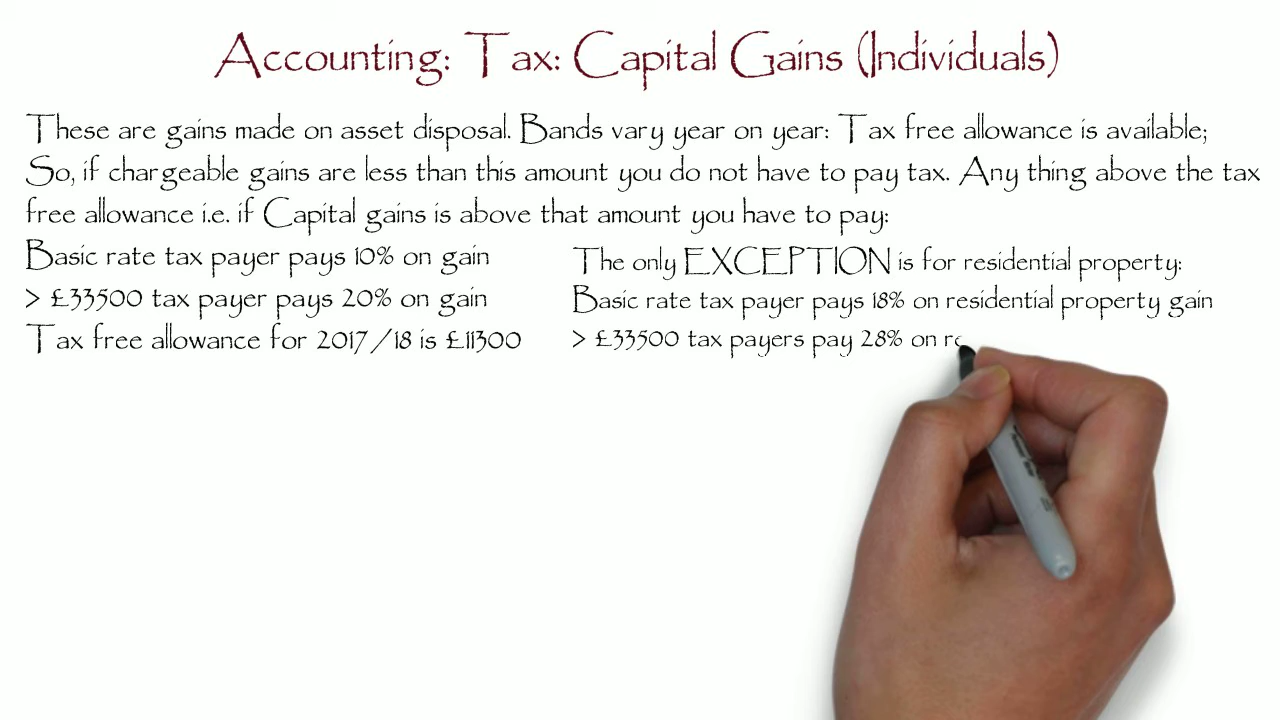 Accounting: Tax: Capital Gains (Individuals)
These are gains made on asset disposal. Bands vary year on year: Tax free allowance is available;
So, if chargeable gains are less than this amount you do not have to pay tax. Any thing above the tax
free allowance i.e. if Capital gains is above that amount you have to pay:
Basic rate tax payer pays 10% on gain
> £33500 tax payer pays 20% on gain
Tax free allowance for 2017/18 is £11300
The only EXCEPTION is for residential property:
Basic rate tax payer pays 18% on residential property gain
> £33500 tax payers pay 28% on